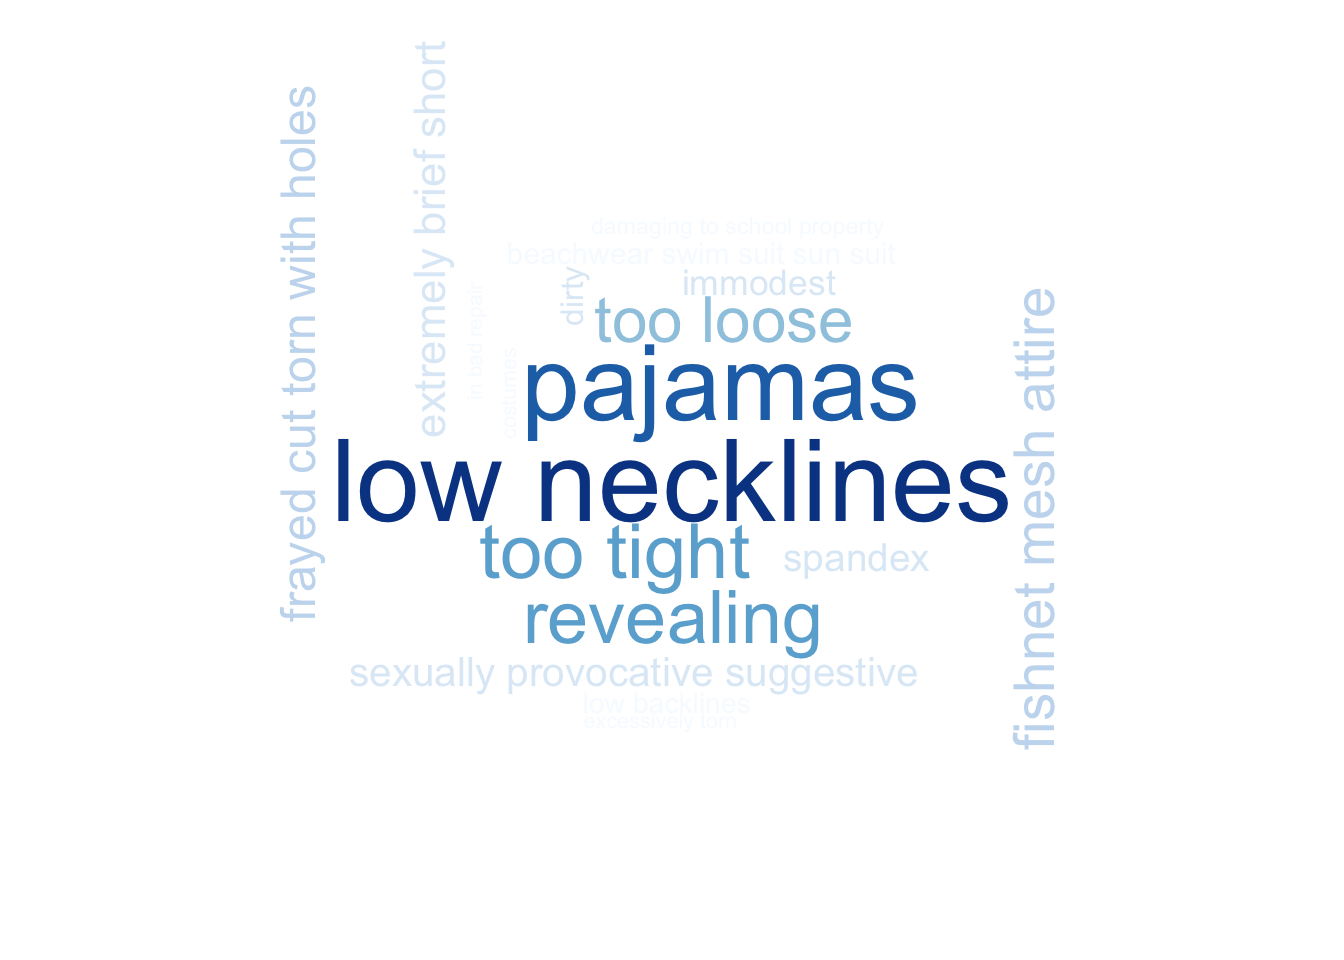 frayed cut torn with holes
extremely brief short
damaging to school property
beachwear swim suit sun suit
immodest
dirty
in bad repair
too loose
costumes
pajamas
low necklines
fishnet mesh attire
too tight
spandex
revealing
sexually provocative suggestive
low backlines
excessively torn